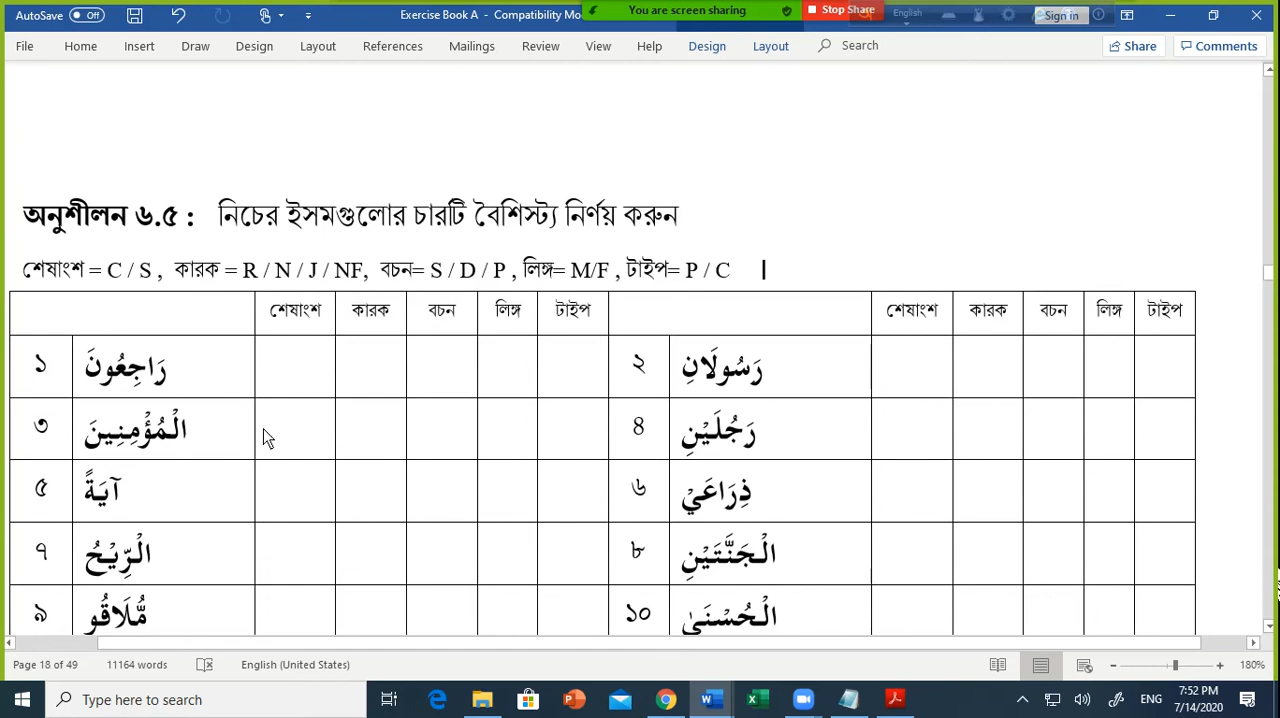 AutoSave Off Exercise Book A - Compatibility Mo... You are screen sharing Stop Share English Sign in
File Home Insert Draw Design Layout References Mailings Review View Help Design Layout Search Share Comments
অনুশীলন ৬.৫ : নিচের ইসমগুলোর চারটি বৈশিস্ট্য নির্ণয় করুন
শেষাংশ = C / S , কারক = R / N / J / NF, বচন= S / D / P , লিঙ্গ= M/F , টাইপ= P / C
শেষাংশ কারক বচন লিঙ্গ টাইপ শেষাংশ কারক বচন লিঙ্গ টাইপ
১ رَاجِعُونَ ২ رَسُولَانِ
৩ الْمُؤْمِنِينَ 8 رَجُلَيْنِ
৫ آيَةً ৬ ذِرَاعَيْ
৭ الْرِّيْحُ ৮ الْجَنَّتَيْنِ
৯ مُّلَاقُو ১০ الْحُسْنَىٰ
Page 18 of 49 11164 words English (United States) 180%
Type here to search ENG 7:52 PM
7/14/2020